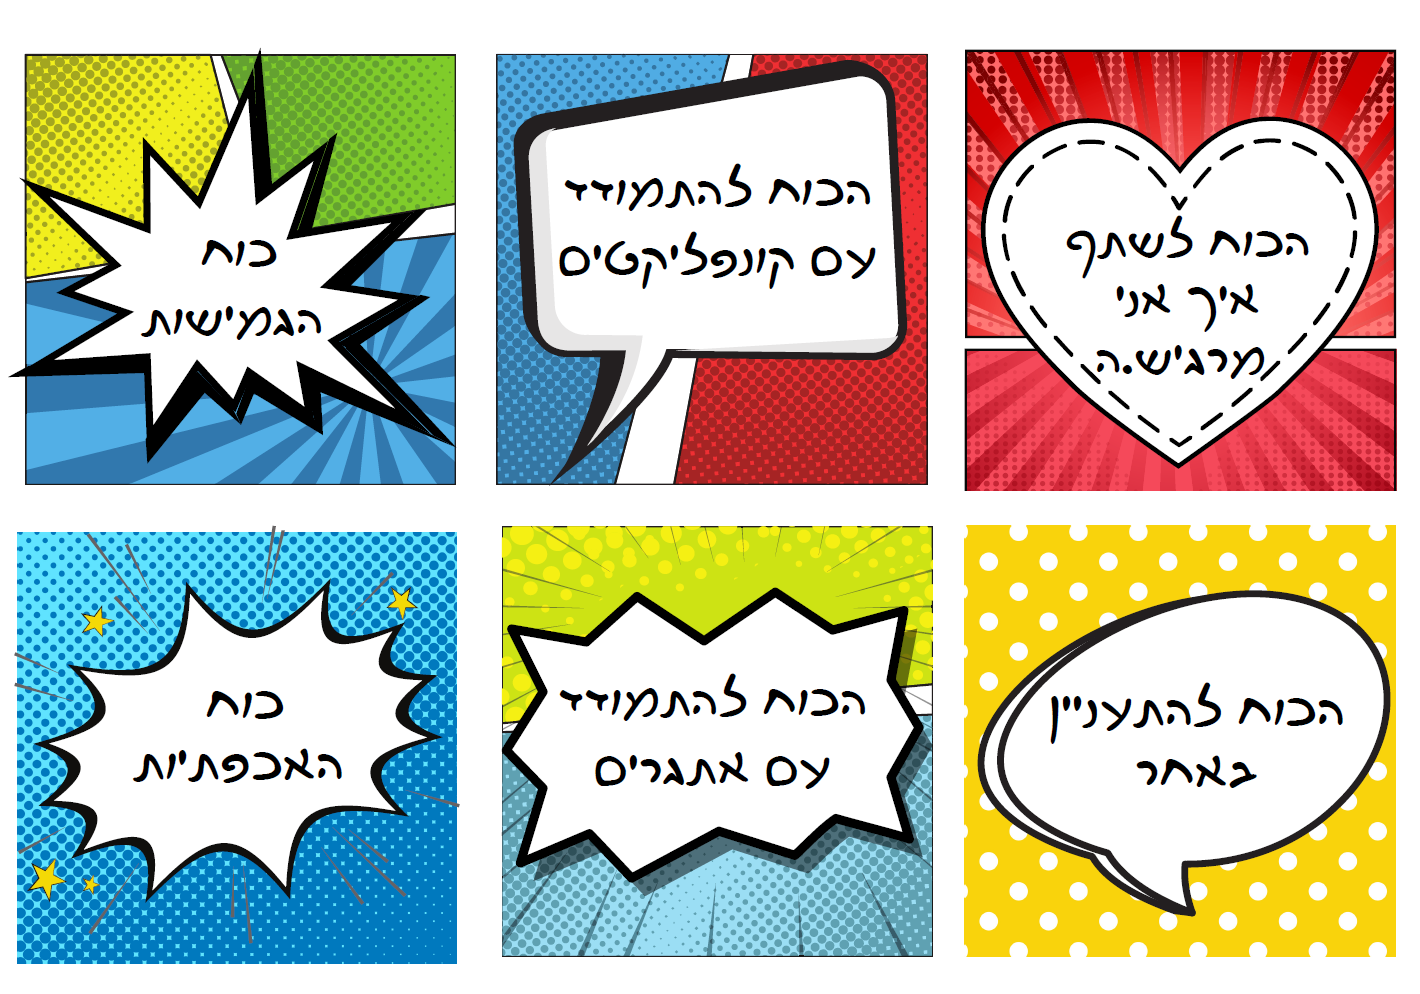 הכוח לשתף
איך אני
מרגיש.ה
הכוח להתמודד
עם קונפליקטים
כוח
הגמישות
הכוח להתעניין
באחר
הכוח להתמודד
עם אתגרים
כוח
האכפתיות